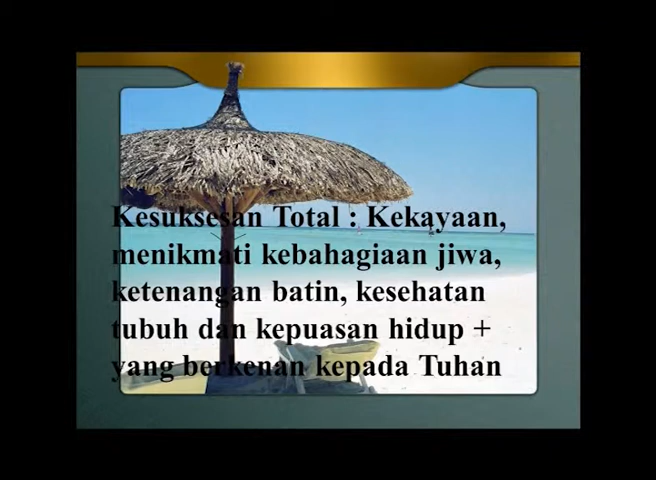 Kesuksesan Total : Kekayaan,
menikmati kebahagiaan jiwa,
ketenangan batin, kesehatan
tubuh dan kepuasan hidup +
yang berkenan kepada Tuhan